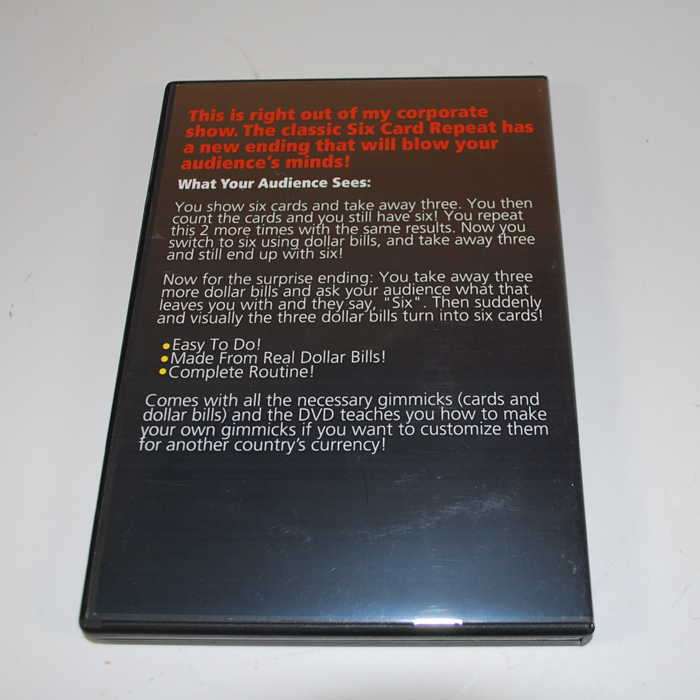 This is right out of my corporate
show. The classic Six Card Repeat has
a new ending that will blow your
audience's minds!
What Your Audience Sees:
You show six cards and take away three. You then
count the cards and you still have six! You repeat
this 2 more times with the same results. Now you
switch to six using dollar bills, and take away three
and still end up with six!
Now for the surprise ending: You take away three
more dollar bills and ask your audience what that
leaves you with and they say, "Six". Then suddenly
and visually the three dollar bills turn into six cards!
•Easy To Do!
•Made From Real Dollar Bills!
•Complete Routine!
Comes with all the necessary gimmicks (cards and
dollar bills) and the DVD teaches you how to make
your own gimmicks if you want to customize them
for another country's currency!